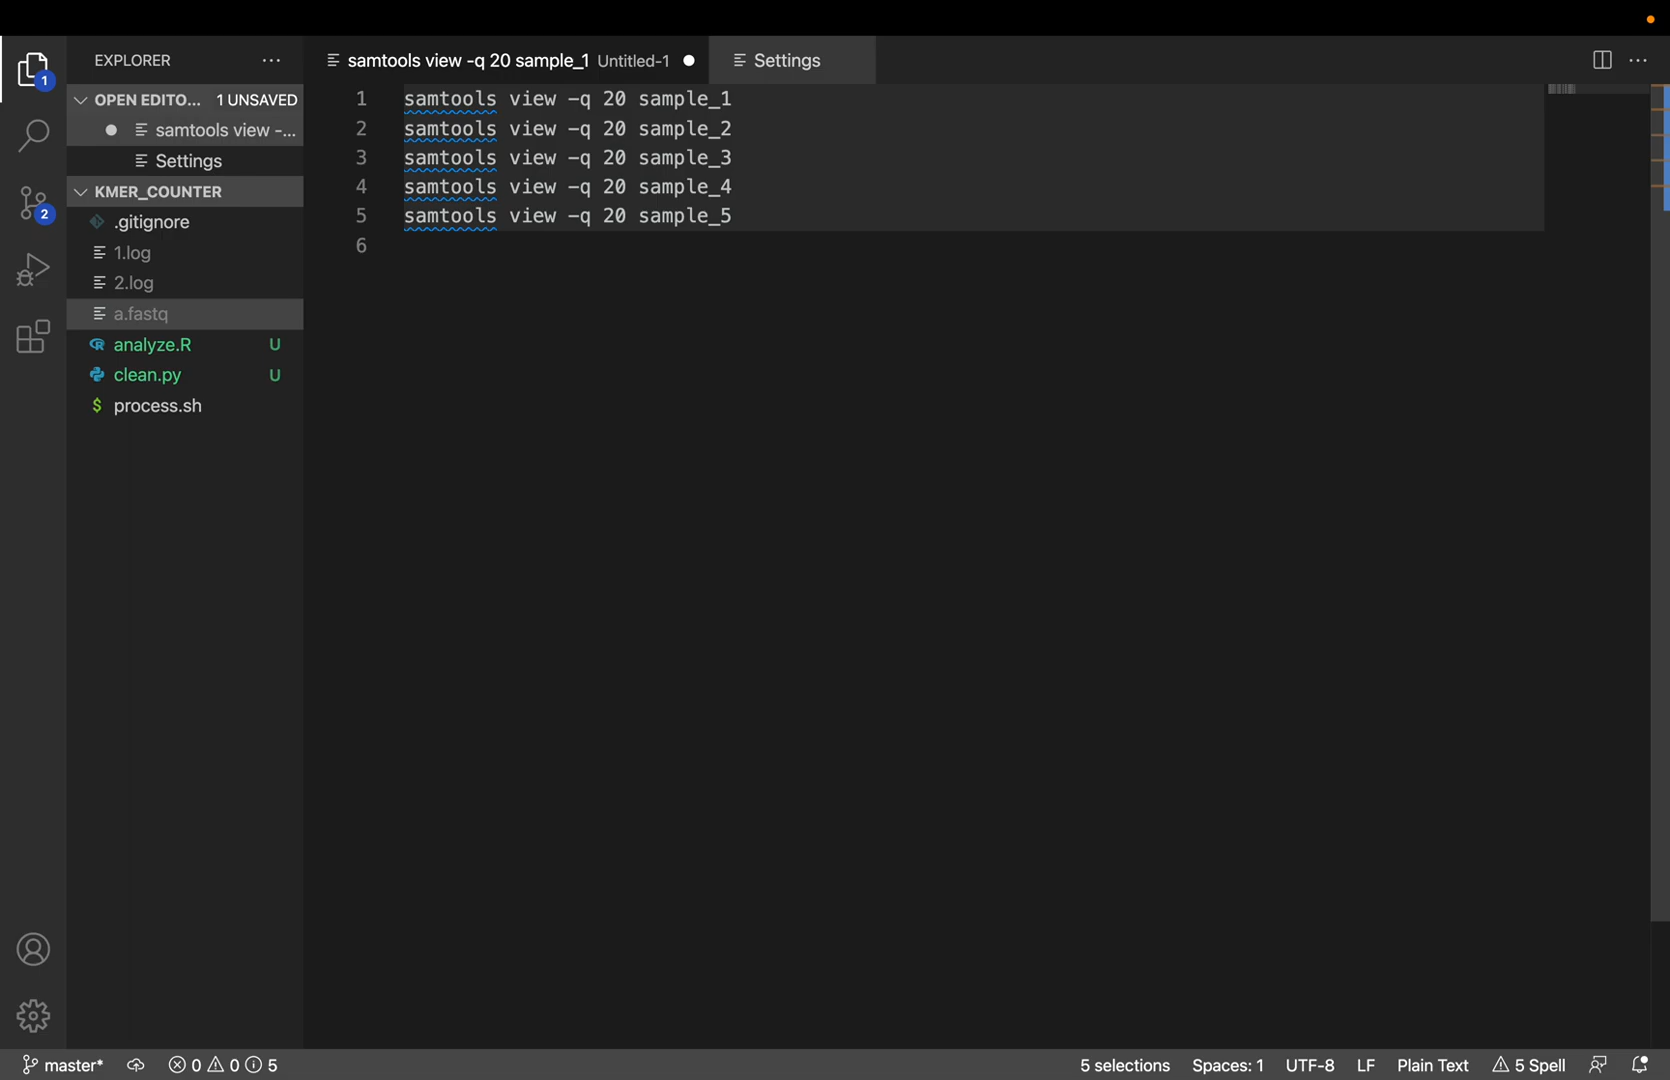 EXPLORER
samtools view -q 20 sample_1 Untitled-1
Settings
OPEN EDITO... 1 UNSAVED
samtools view -...
Settings
KMER_COUNTER
.gitignore
1.log
2.log
a.fastq
analyze.R U
clean.py U
process.sh
1
2
1 samtools view -q 20 sample_1
2 samtools view -q 20 sample_2
3 samtools view -q 20 sample_3
4 samtools view -q 20 sample_4
5 samtools view -q 20 sample_5
6
master* 0 0 5 5 selections Spaces: 1 UTF-8 LF Plain Text 5 Spell